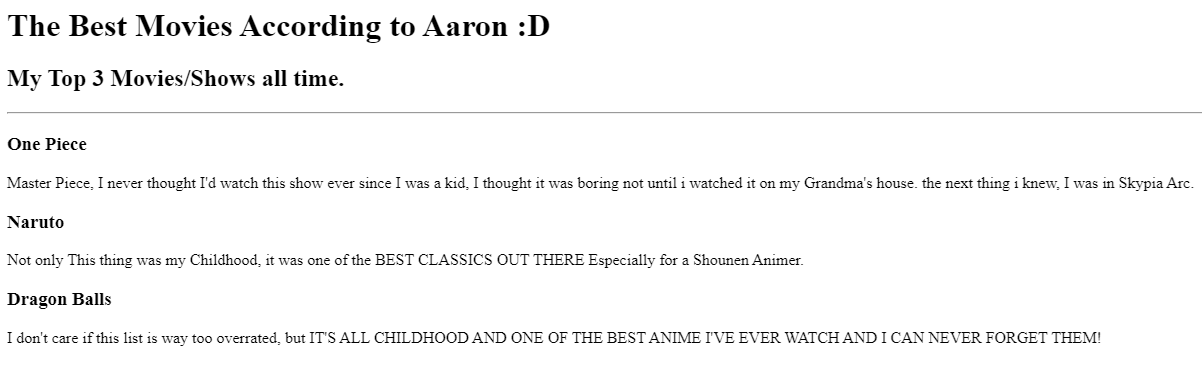 The Best Movies According to Aaron :D
My Top 3 Movies/Shows all time.
One Piece
Master Piece, I never thought I'd watch this show ever since I was a kid, I thought it was boring not until i watched it on my Grandma's house. the next thing i knew, I was in Skypia Arc.
Naruto
Not only This thing was my Childhood, it was one of the BEST CLASSICS OUT THERE Especially for a Shounen Animer.
Dragon Balls
I don't care if this list is way too overrated, but IT'S ALL CHILDHOOD AND ONE OF THE BEST ANIME I'VE EVER WATCH AND I CAN NEVER FORGET THEM!